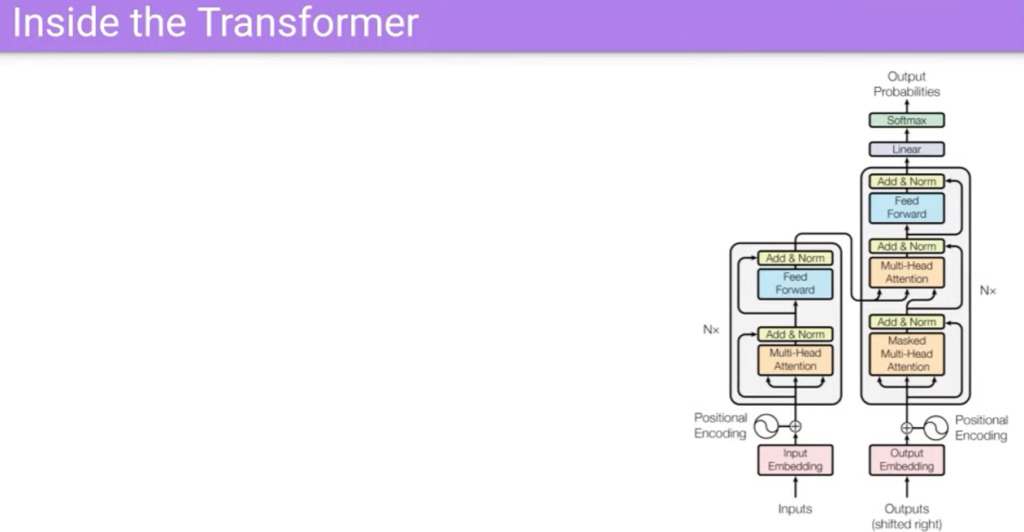 Inside the Transformer
Output
Probabilities
Softmax
Linear
Add & Norm
Feed
Forward
Add & Norm
Multi-Head
Attention
Nx
Add & Norm
Masked
Multi-Head
Attention
Positional
Encoding
Output
Embedding
Outputs
(shifted right)
Add & Norm
Feed
Forward
Nx
Add & Norm
Multi-Head
Attention
Positional
Encoding
Input
Embedding
Inputs